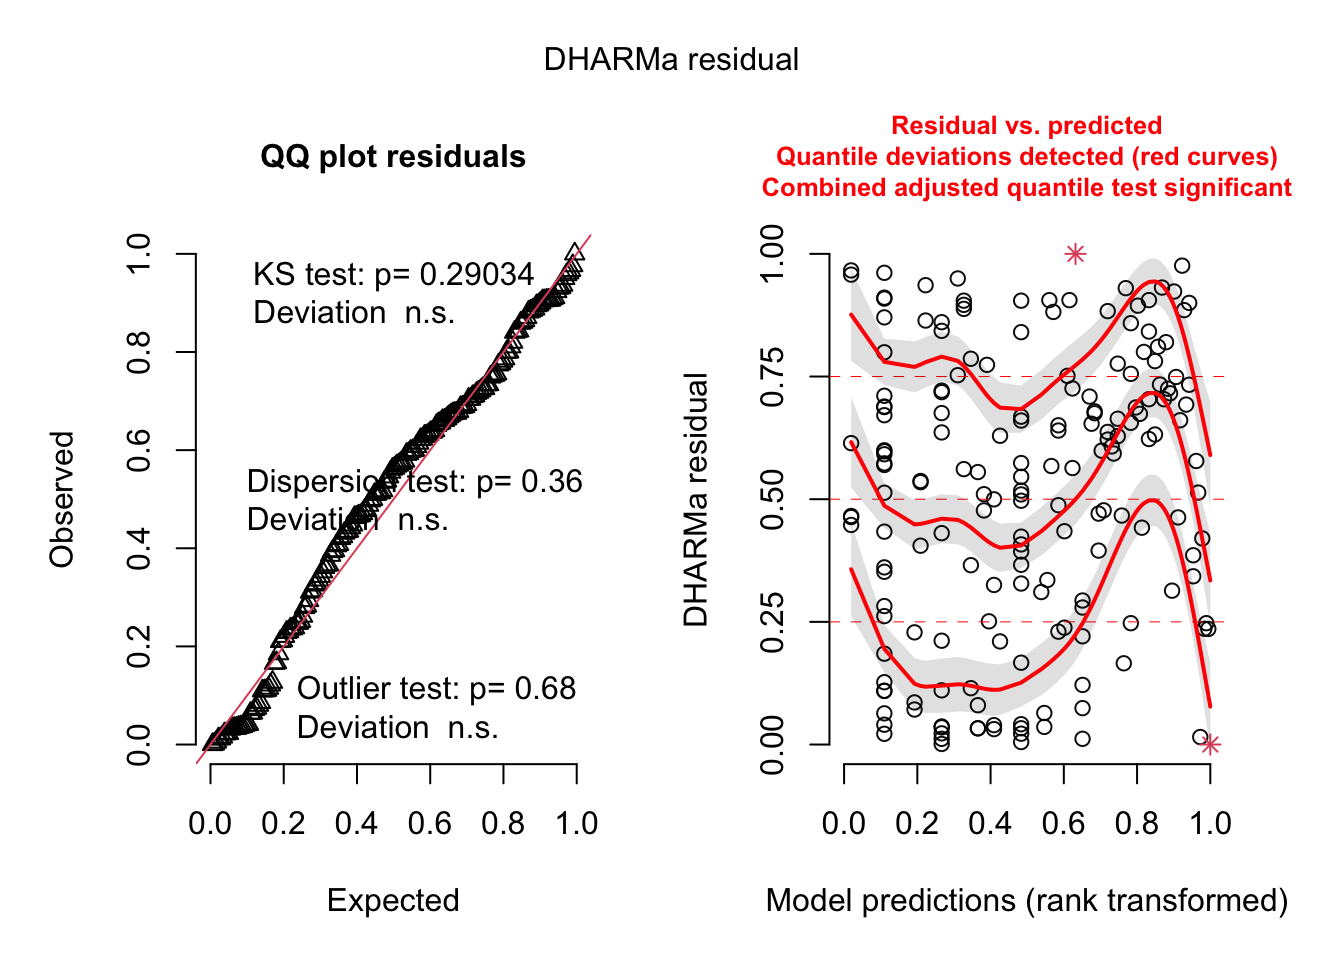 DHARMa residual
QQ plot residuals
KS test: p= 0.29034
Deviation  n.s.
Dispersion  test: p= 0.36
Deviation  n.s.
Outlier test: p= 0.68
Deviation  n.s.
Observed
0.0 0.2 0.4 0.6 0.8 1.0
0.0 0.2 0.4 0.6 0.8 1.0
Expected
Residual vs. predicted
Quantile deviations detected (red curves)
Combined adjusted quantile test significant
DHARMa residual
0.00 0.25 0.50 0.75 1.00
0.0 0.2 0.4 0.6 0.8 1.0
Model predictions (rank transformed)